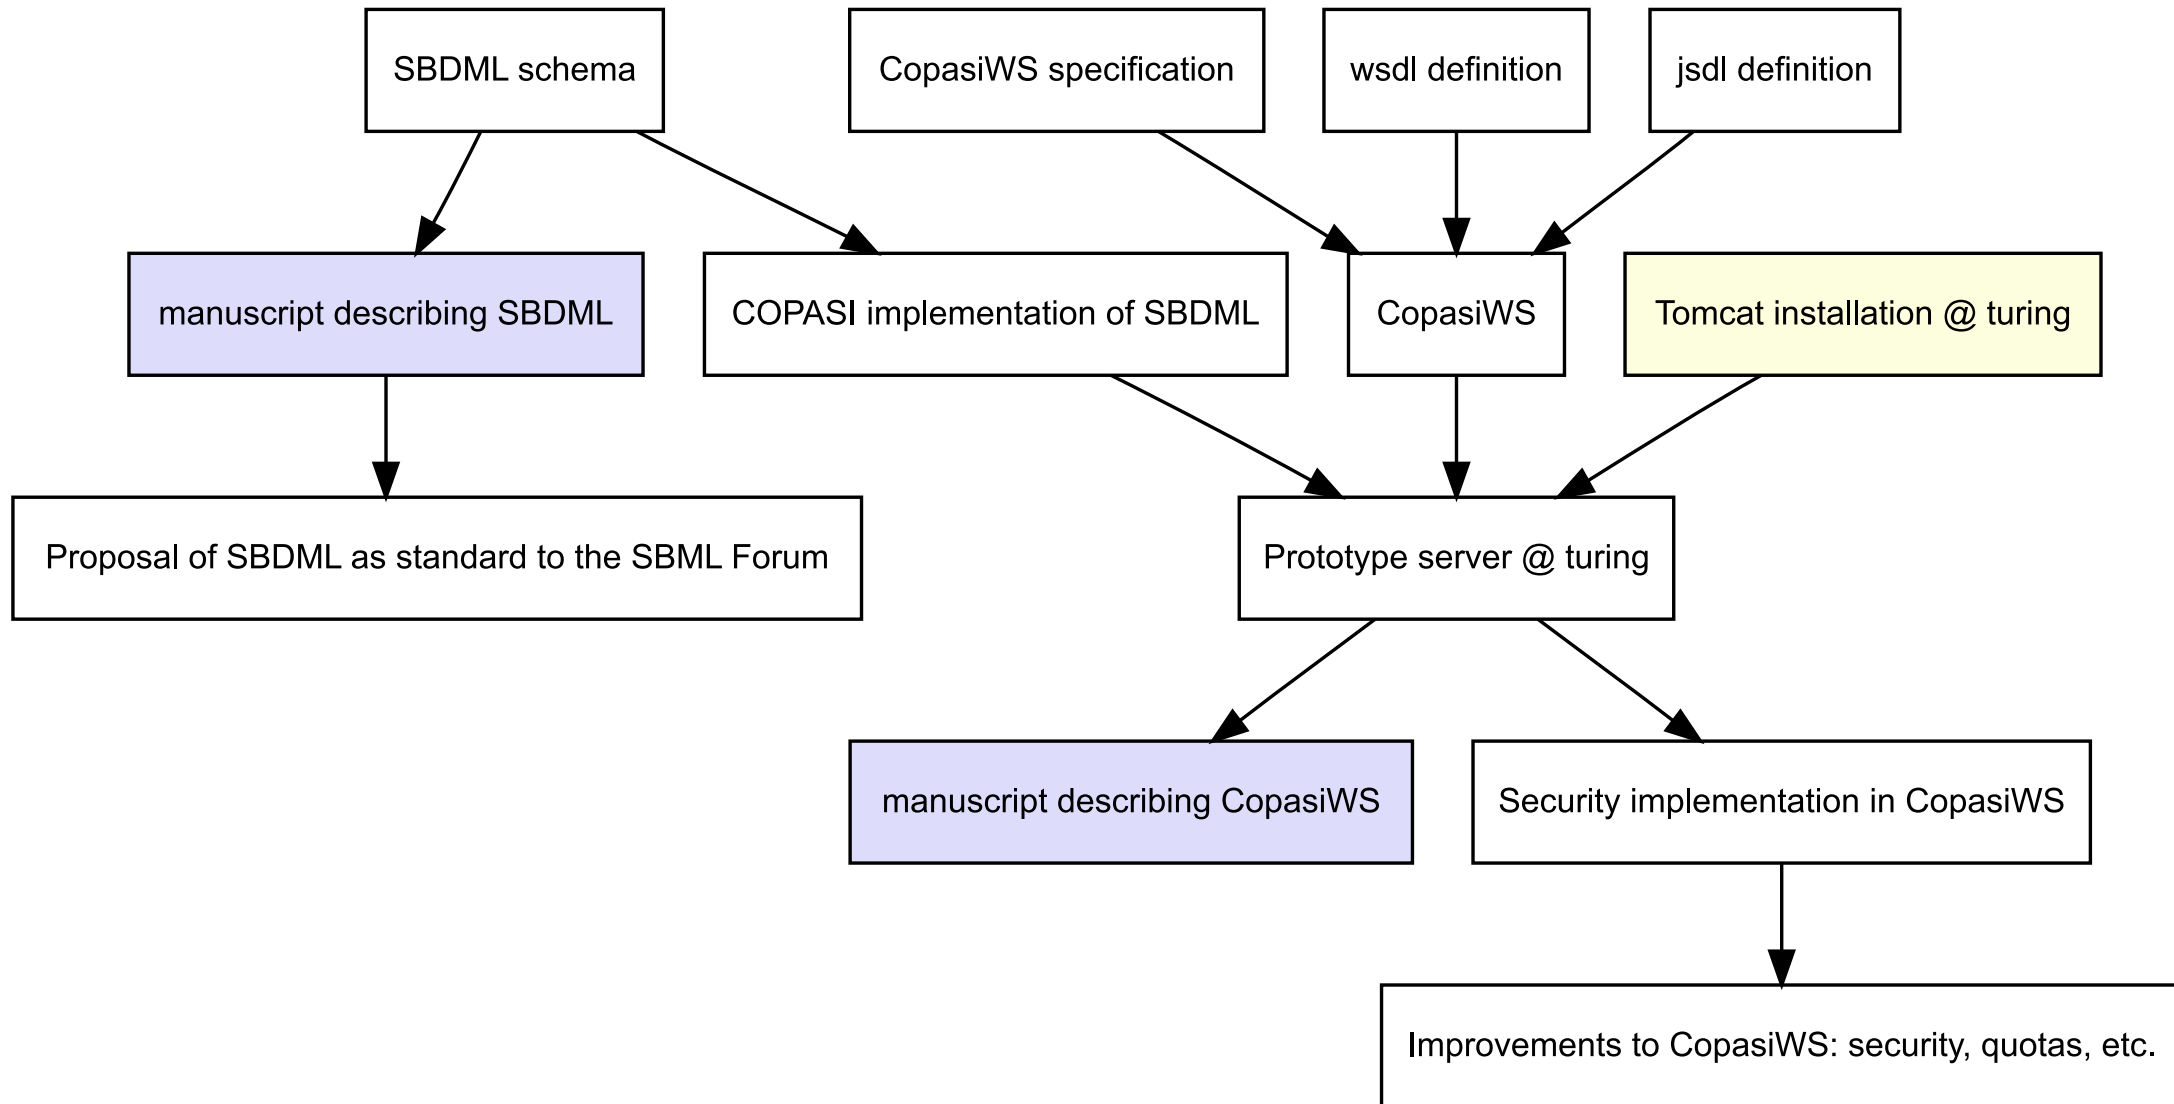 SBDML schema
CopasiWS specification
wsdl definition
jsdl definition
manuscript describing SBDML
COPASI implementation of SBDML
CopasiWS
Tomcat installation @ turing
Proposal of SBDML as standard to the SBML Forum
Prototype server @ turing
manuscript describing CopasiWS
Security implementation in CopasiWS
Improvements to CopasiWS: security, quotas, etc.